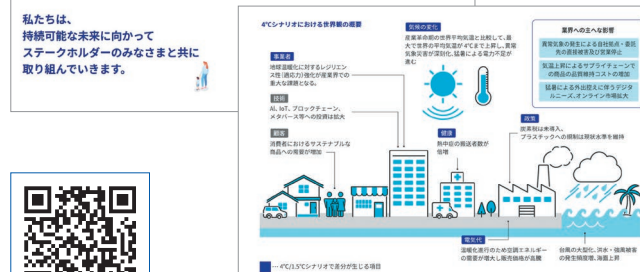 私たちは、
持続可能な未来に向かって
ステークホルダーのみなさまと共に
取り組んでいきます。
4℃シナリオにおける世界観の概要
気候の変化
産業革命期の世界平均気温と比較して、最
大で世界の平均気温が4℃まで上昇し、異常
気象災害が深刻化、猛暑による電力不足が
進む
業界への主へな影響
異常気象の発生による自社拠点・委託
先の直接被害及び営業停止
気温上昇によるサプライチェーンで
の商品の品質維持コストの増加
猛暑による外出控えに伴うデジタ
ルニーズ、オンライン市場拡大
事業者
地球温暖化に対するレジリエン
ス性(適応力)強化が産業界での
重大な課題となる。
技術
AI、IoT、ブロックチェーン、
メタバース等への投資は拡大
顧客
消費者におけるサステナブルな
商品への需要が増加
健康
熱中症の搬送者数が
倍増
政策
炭素税は未導入。
プラスチックへの規制は現状水準を維持
電気代
温暖化進行のため空調エネルギー
の需要が増大し販売価格が高騰
台風の大型化、洪水・強風被害
の発生頻度増、海面上昇
… 4℃/1.5℃シナリオで差分が生じる項目